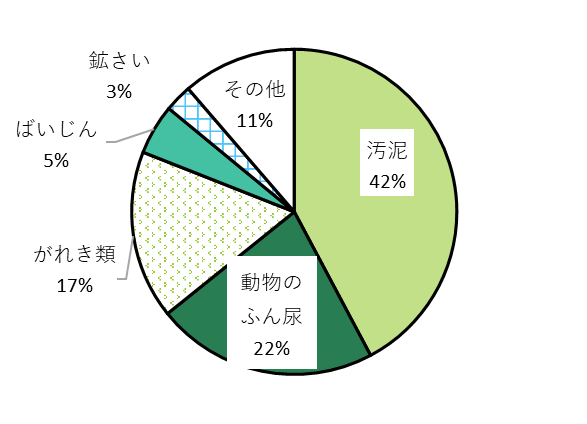 鉱さい
3%
その他
11%
ばいじん
5%
汚泥
42%
がれき類
17%
動物の
ふん尿
22%